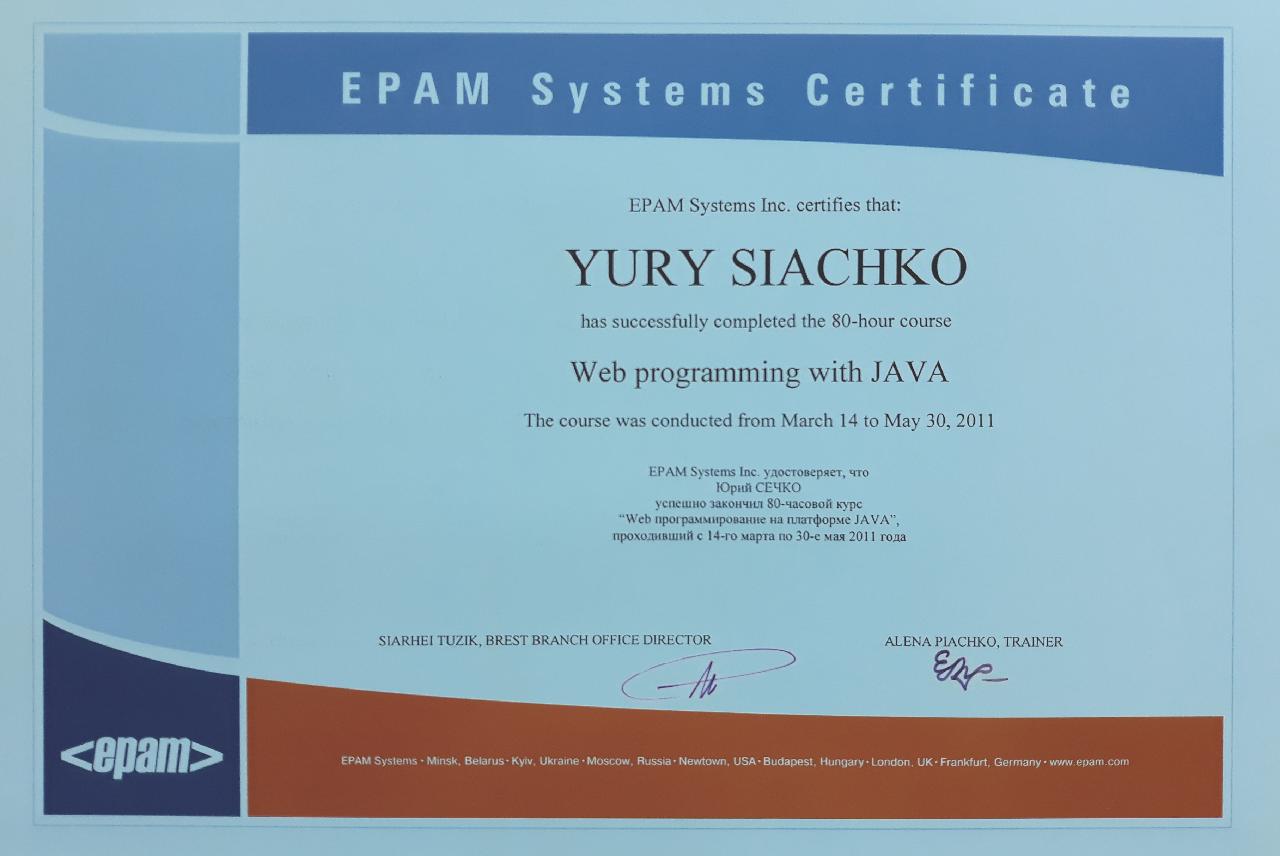 EPAM Systems Certificate
EPAM Systems Inc. certifies that:
YURY SIACHKO
has successfully completed the 80-hour course
Web programming with JAVA
The course was conducted from March 14 to May 30, 2011
EPAM Systems Inc. удостоверяет, что
Юрий СЕЧКО
успешно закончил 80-часовой курс
“Web программирование на платформе JAVA”,
проходивший с 14-го марта по 30-е мая 2011 года
SIARHEI TUZIK, BREST BRANCH OFFICE DIRECTOR
ALENA PIACHKO, TRAINER
<epam>
EPAM Systems • Minsk, Belarus • Kyiv, Ukraine • Moscow, Russia • Newtown, USA • Budapest, Hungary • London, UK • Frankfurt, Germany • www.epam.com